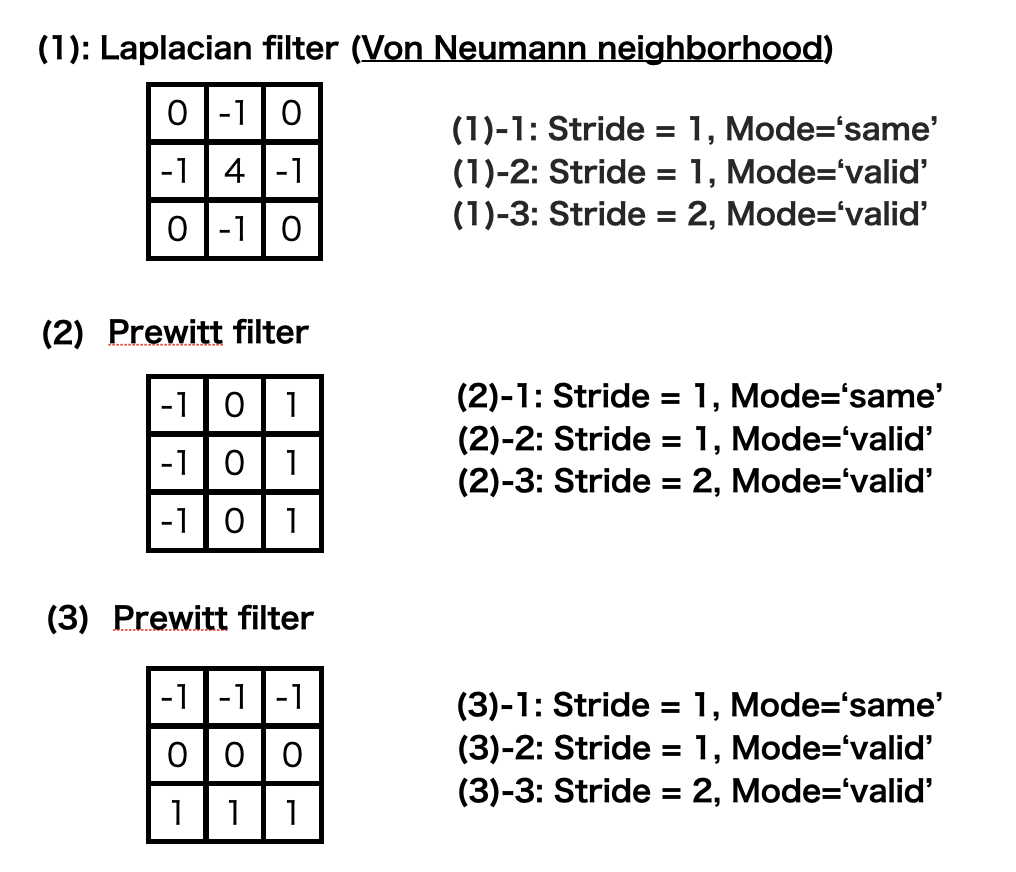 (1): Laplacian filter (Von Neumann neighborhood)
0 -1 0
-1 4 -1
0 -1 0
(1)-1: Stride = 1, Mode=‘same’
(1)-2: Stride = 1, Mode=‘valid’
(1)-3: Stride = 2, Mode=‘valid’
(2) Prewitt filter
-1 0 1
-1 0 1
-1 0 1
(2)-1: Stride = 1, Mode=‘same’
(2)-2: Stride = 1, Mode=‘valid’
(2)-3: Stride = 2, Mode=‘valid’
(3) Prewitt filter
-1 -1 -1
0 0 0
1 1 1
(3)-1: Stride = 1, Mode=‘same’
(3)-2: Stride = 1, Mode=‘valid’
(3)-3: Stride = 2, Mode=‘valid’